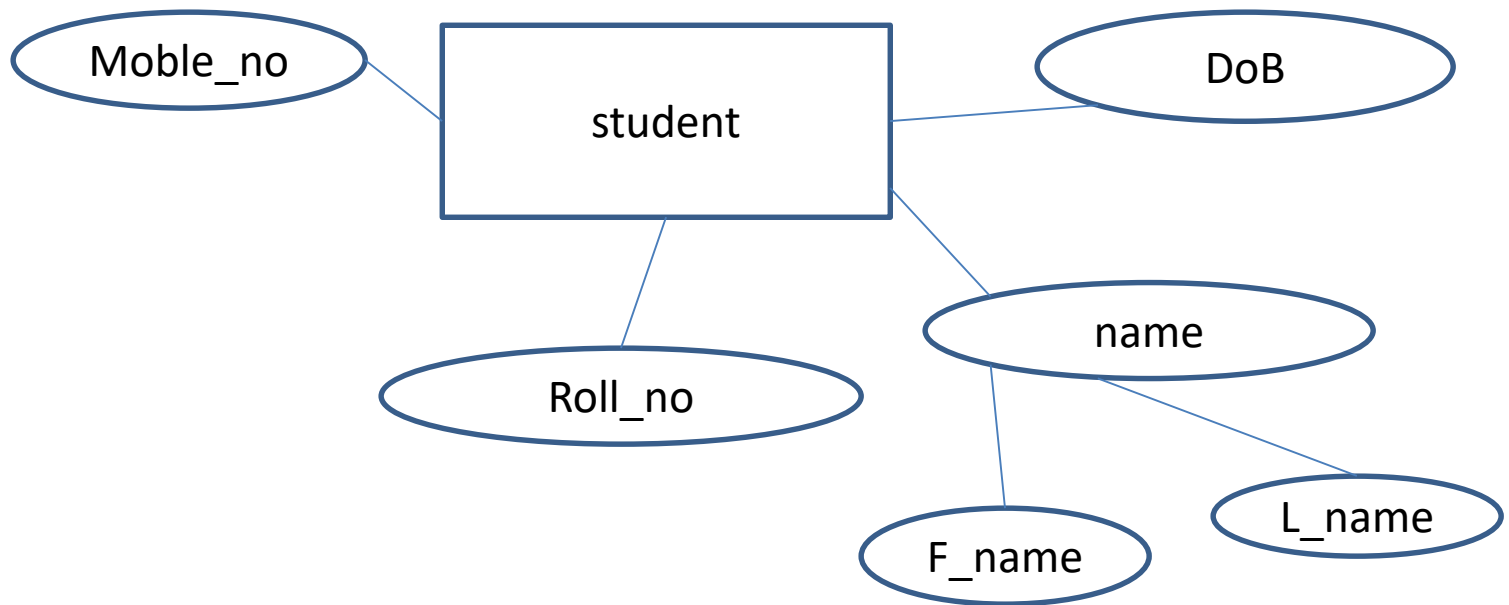 Moble_no
student
DoB
name
Roll_no
L_name
F_name